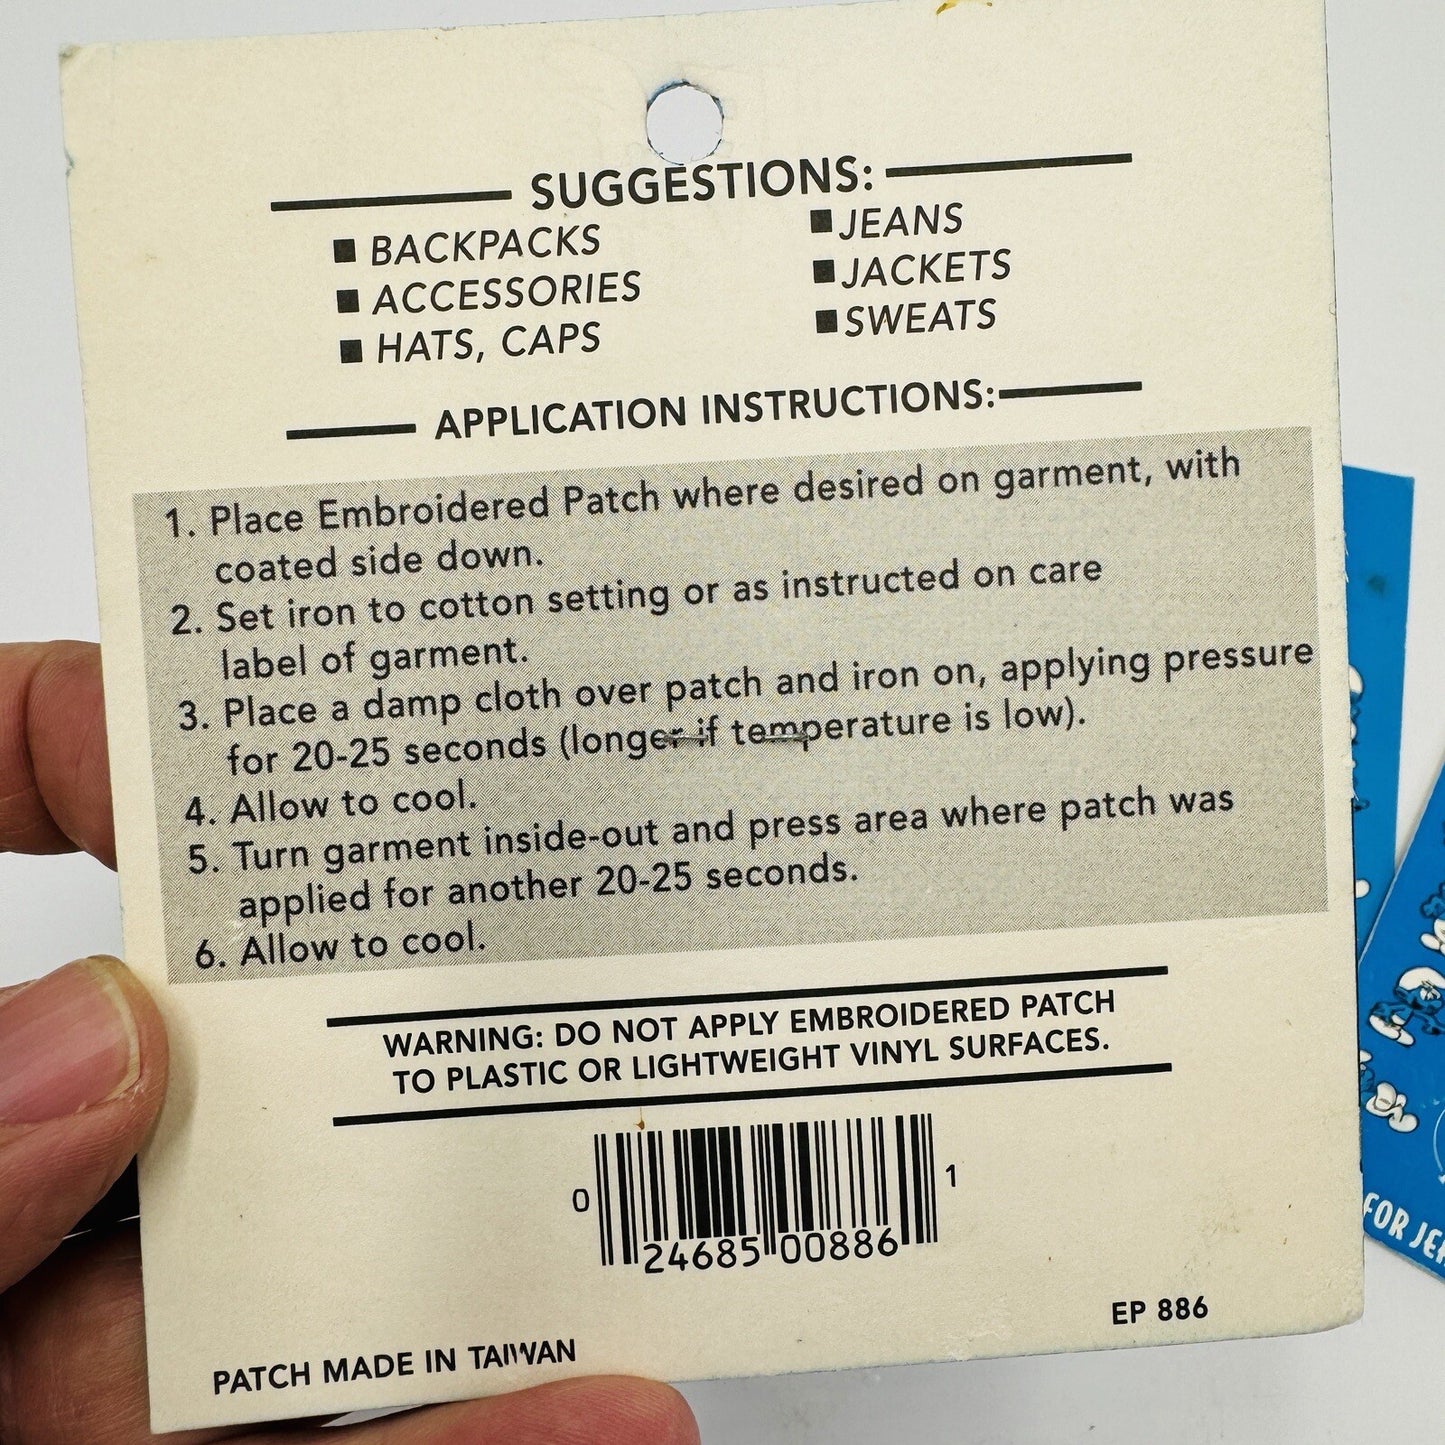 SUGGESTIONS:
■ BACKPACKS
■ ACCESSORIES
■ HATS, CAPS
■ JEANS
■ JACKETS
■ SWEATS
APPLICATION INSTRUCTIONS:
1. Place Embroidered Patch where desired on garment, with
coated side down.
2. Set iron to cotton setting or as instructed on care
label of garment.
3. Place a damp cloth over patch and iron on, applying pressure
for 20-25 seconds (longer if temperature is low).
4. Allow to cool.
5. Turn garment inside-out and press area where patch was
applied for another 20-25 seconds.
6. Allow to cool.
WARNING: DO NOT APPLY EMBROIDERED PATCH
TO PLASTIC OR LIGHTWEIGHT VINYL SURFACES.
0 24685 00886 1
EP 886
PATCH MADE IN TAIWAN
FOR